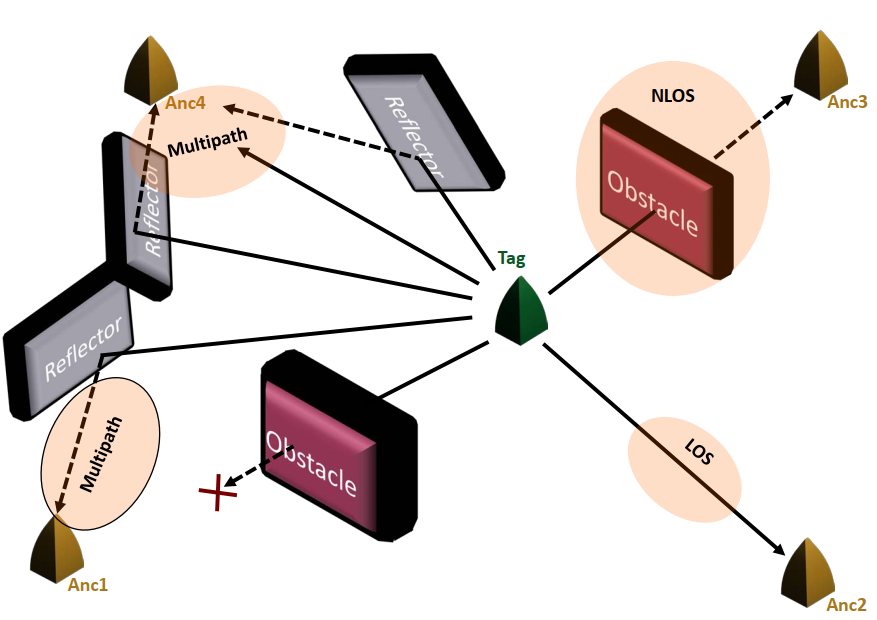 NLOS
Anc3
Anc4
Multipath
Reflector
Reflector
Obstacle
Tag
Reflector
Multipath
Obstacle
LOS
Anc1
Anc2